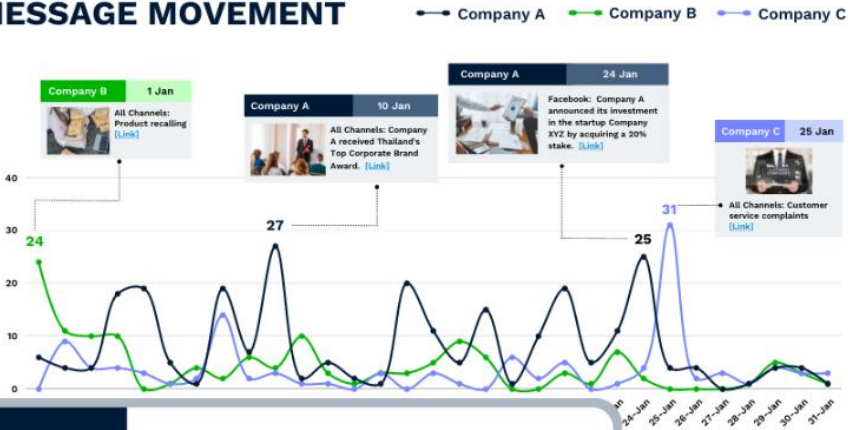 ESSAGE MOVEMENT
Company A
Company B
Company C
Company B
1 Jan
All Channels:
Product recalling
[Link]
Company A
10 Jan
All Channels: Company
A received Thailand's
Top Corporate Brand
Award. [Link]
Company A
24 Jan
Facebook: Company A
announced its investment
in the startup Company
XYZ by acquiring a 20%
stake. [Link]
Company C
25 Jan
All Channels: Customer
service complaints
[Link]
40
30
20
10
0
24
27
25
31
24-Jan
25-Jan
26-Jan
27-Jan
28-Jan
29-Jan
30-Jan
31-Jan